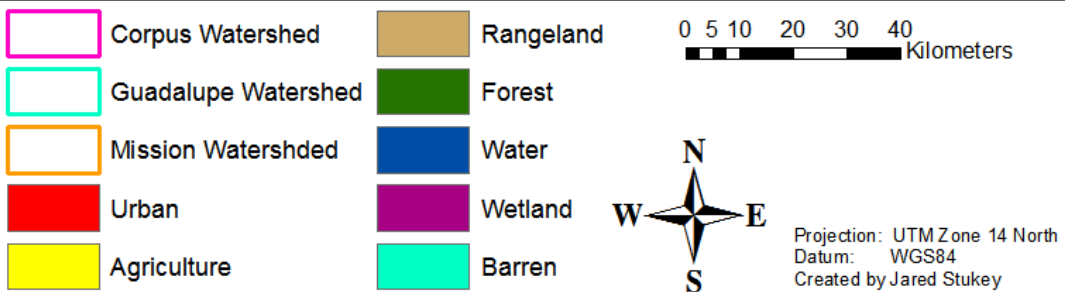 Corpus Watershed
Guadalupe Watershed
Mission Watershded
Urban
Agriculture
Rangeland
Forest
Water
Wetland
Barren
0 5 10 20 30 40
Kilometers
N
W E
S
Projection: UTM Zone 14 North
Datum: WGS84
Created by Jared Stukey